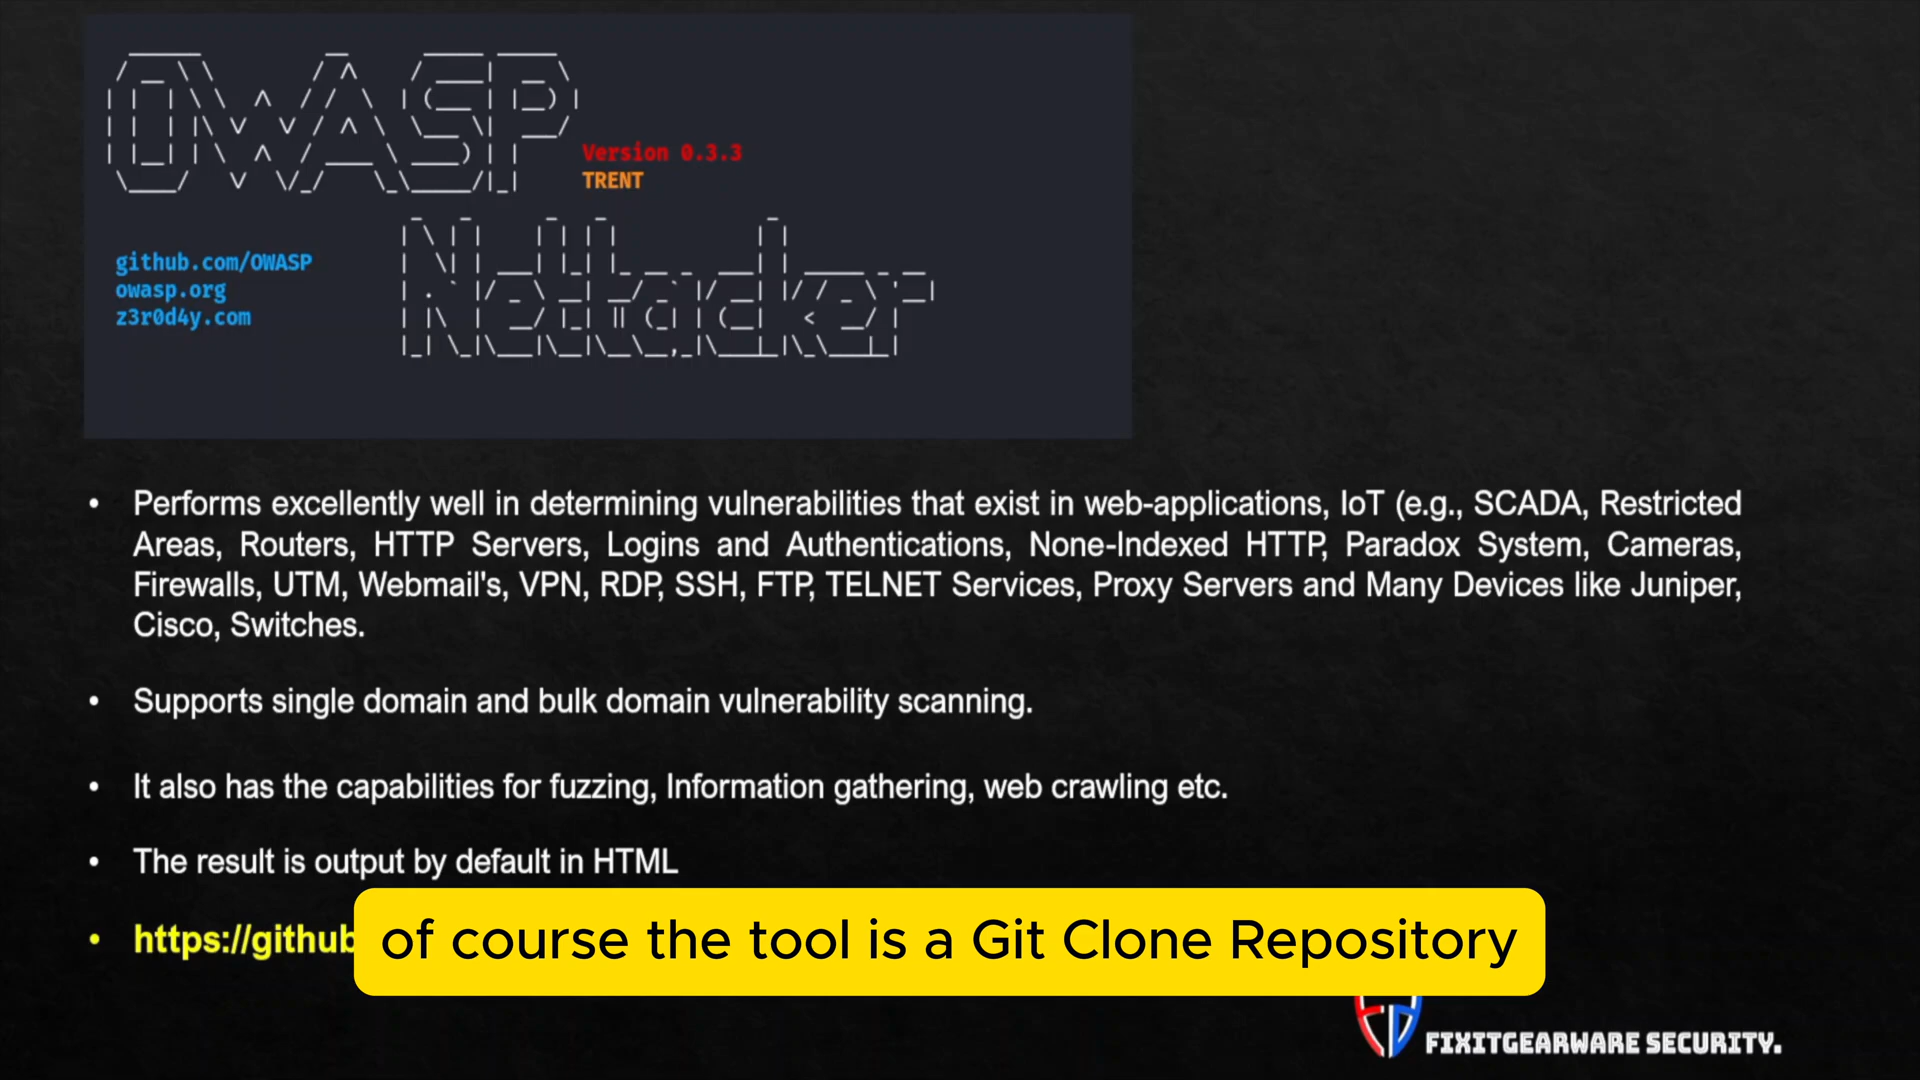 OWASP
Version 0.3.3
TRENT
Nettacker
github.com/OWASP
owasp.org
z3r0d4y.com
• Performs excellently well in determining vulnerabilities that exist in web-applications, IoT (e.g., SCADA, Restricted
Areas, Routers, HTTP Servers, Logins and Authentications, None-Indexed HTTP, Paradox System, Cameras,
Firewalls, UTM, Webmail's, VPN, RDP, SSH, FTP, TELNET Services, Proxy Servers and Many Devices like Juniper,
Cisco, Switches.
• Supports single domain and bulk domain vulnerability scanning.
• It also has the capabilities for fuzzing, Information gathering, web crawling etc.
• The result is output by default in HTML
• https://github
of course the tool is a Git Clone Repository
FIXITGEARWARE SECURITY.